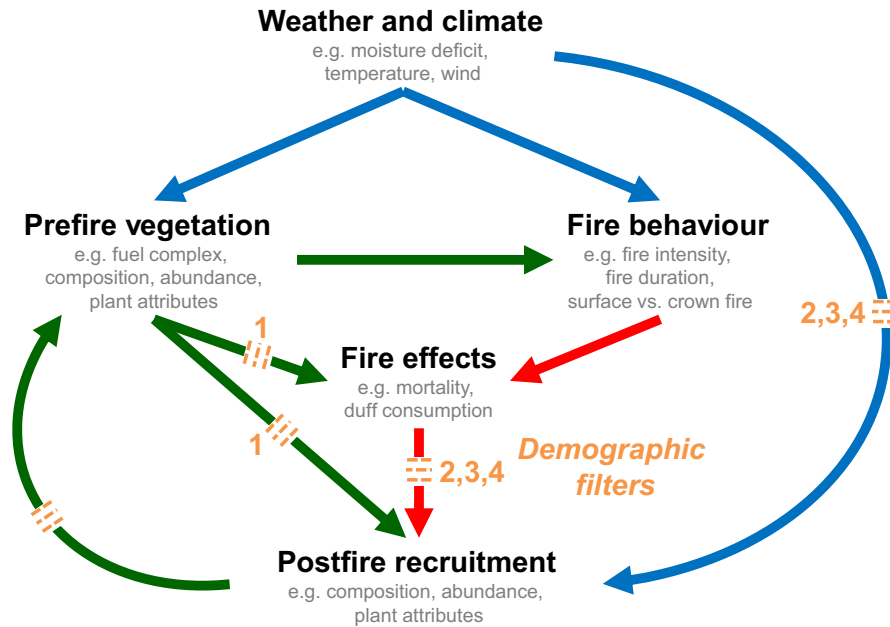 Weather and climate
e.g. moisture deficit,
temperature, wind
Prefire vegetation
e.g. fuel complex,
composition, abundance,
plant attributes
Fire behaviour
e.g. fire intensity,
fire duration,
surface vs. crown fire
2,3,4
1
Fire effects
e.g. mortality,
duff consumption
1
2,3,4
Demographic
filters
Postfire recruitment
e.g. composition, abundance,
plant attributes